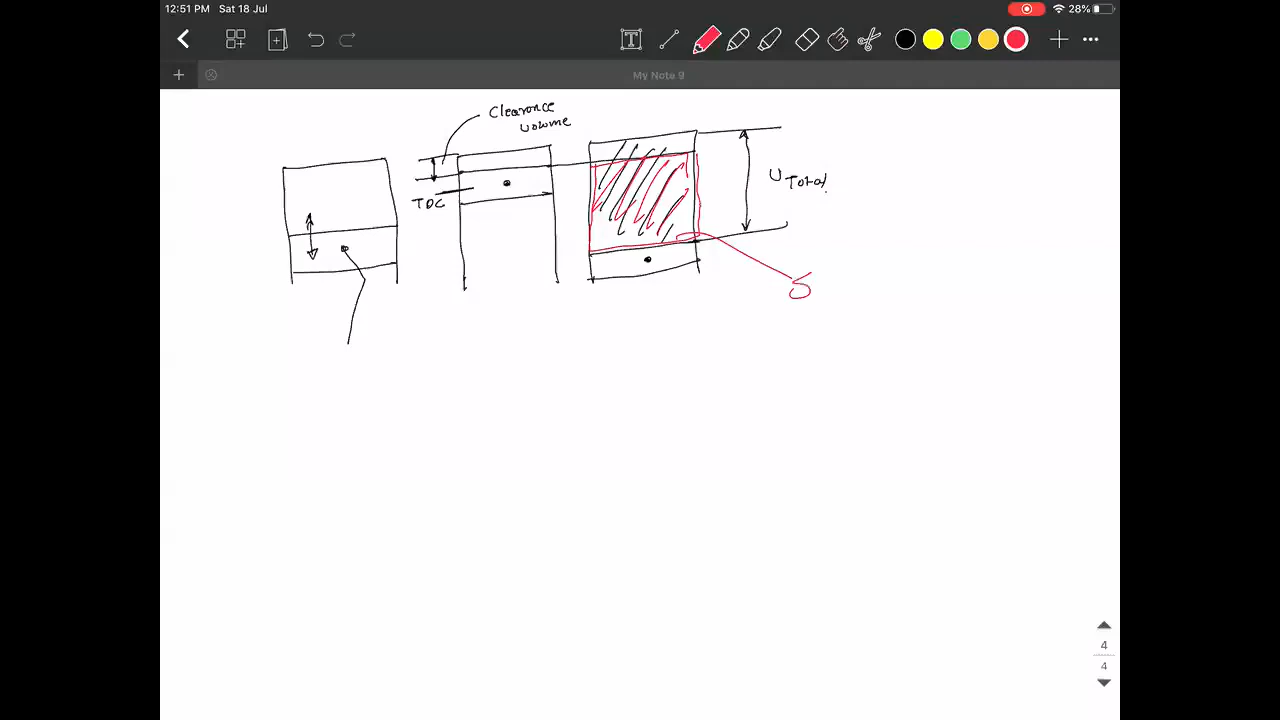 12:51 PM Sat 18 Jul
28%
My Note 9
Clearance
volume
TDC
U Total
S
4
4